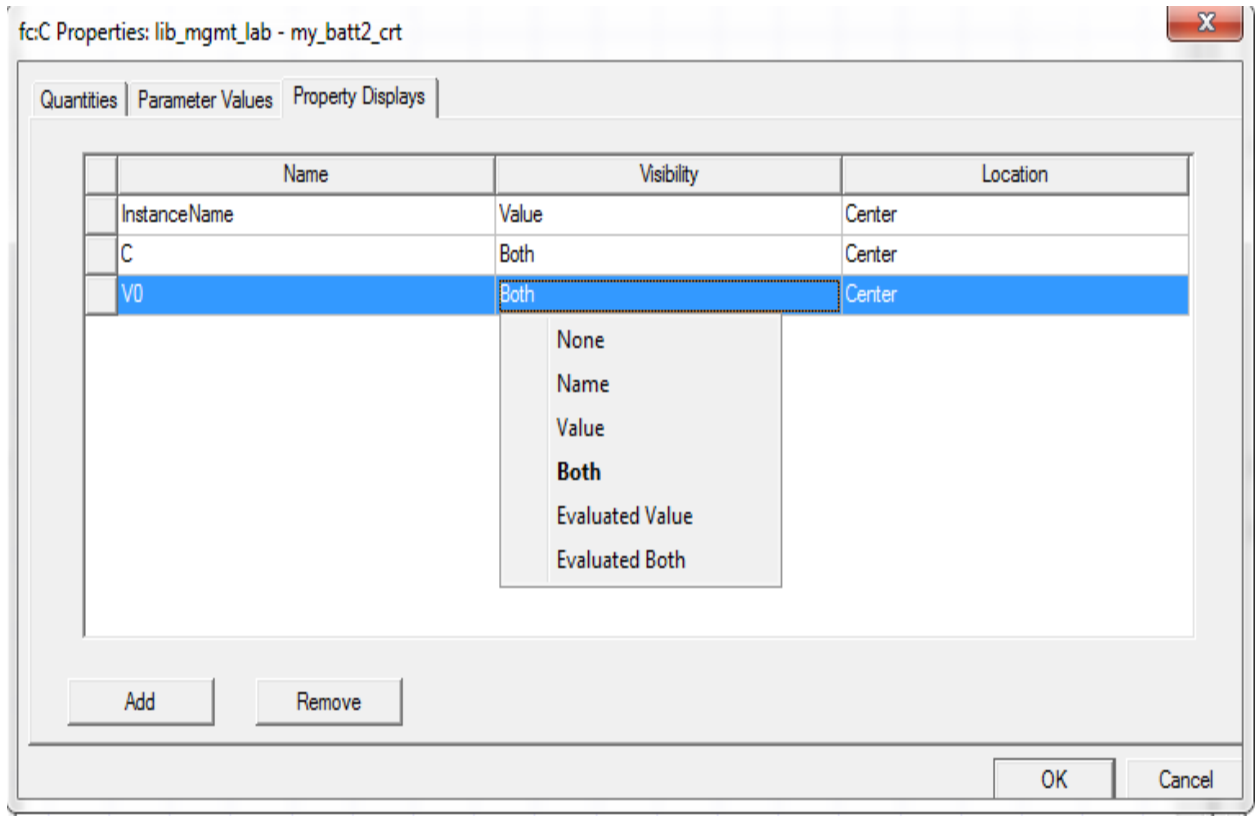 fc:C Properties: lib_mgmt_lab - my_batt2_crt
X
Quantities Parameter Values Property Displays
Name Visibility Location
InstanceName Value Center
C Both Center
V0 Both Center
None
Name
Value
Both
Evaluated Value
Evaluated Both
Add Remove
OK Cancel